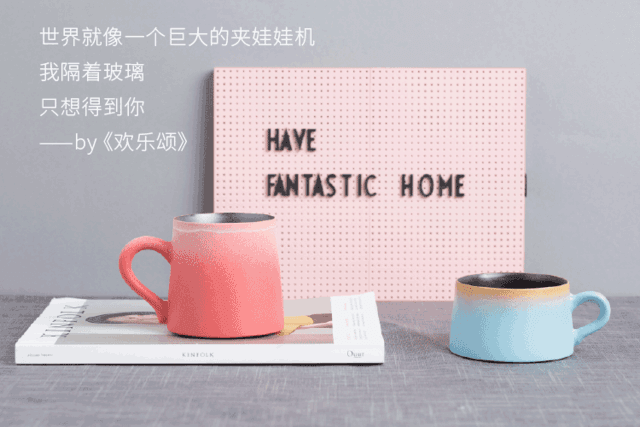 世界就像一个巨大的夹娃娃机
我隔着玻璃
只想得到你
——by《欢乐颂》
HAVE
FANTASTIC HOME
KINFOLK
KINFOLK